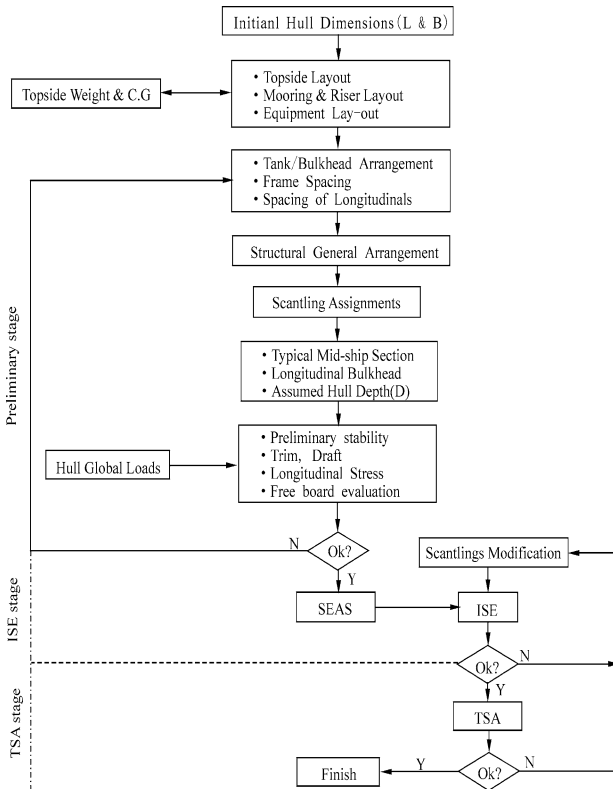 Initianl Hull Dimensions(L & B)
• Topside Layout
• Mooring & Riser Layout
• Equipment Lay-out
Topside Weight & C.G
• Tank/Bulkhead Arrangement
• Frame Spacing
• Spacing of Longitudinals
Structural General Arrangement
Scantling Assignments
• Typical Mid-ship Section
• Longitudinal Bulkhead
• Assumed Hull Depth(D)
• Preliminary stability
• Trim, Draft
• Longitudinal Stress
• Free board evaluation
Hull Global Loads
Preliminary stage
N
Ok?
Y
Scantlings Modification
SEAS
ISE
ISE stage
Ok?
N
Y
TSA
TSA stage
Finish
Y
Ok?
N